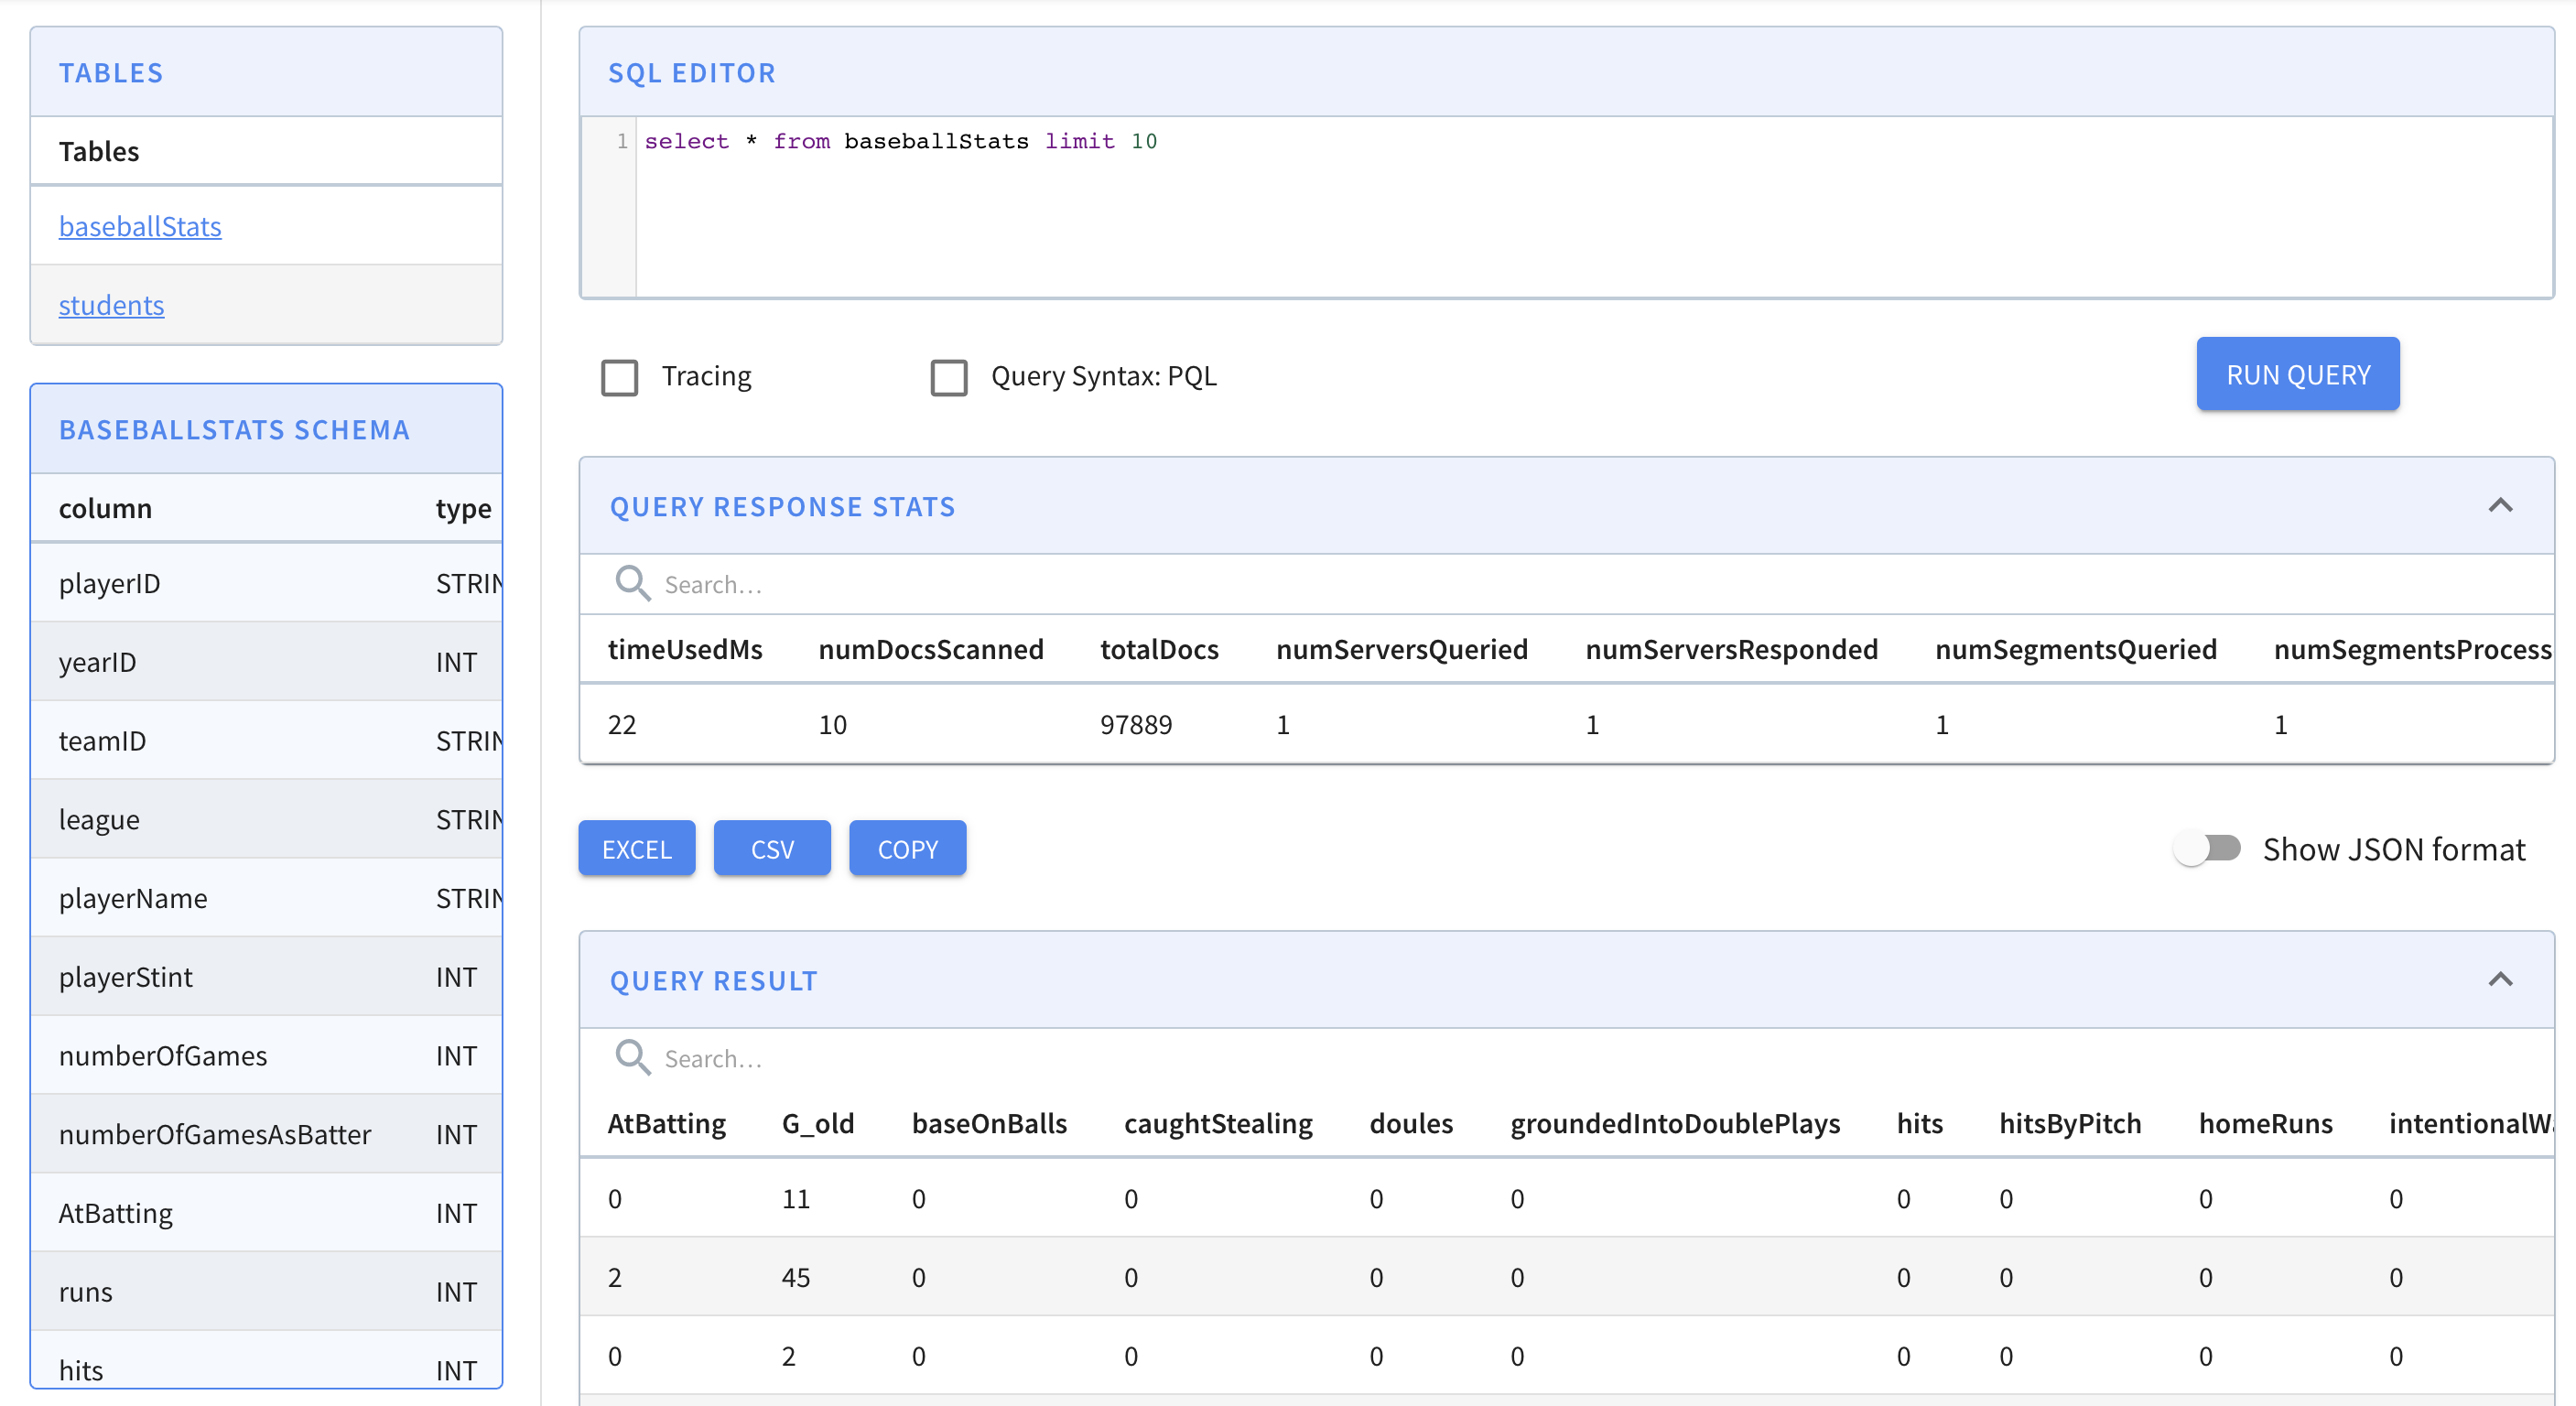 TABLES
Tables
baseballStats
students
BASEBALLSTATS SCHEMA
column type
playerID STRIN
yearID INT
teamID STRIN
league STRIN
playerName STRIN
playerStint INT
numberOfGames INT
numberOfGamesAsBatter INT
AtBatting INT
runs INT
hits INT
SQL EDITOR
1 select * from baseballStats limit 10
Tracing Query Syntax: PQL RUN QUERY
QUERY RESPONSE STATS
Search…
timeUsedMs numDocsScanned totalDocs numServersQueried numServersResponded numSegmentsQueried numSegmentsProcess
22 10 97889 1 1 1 1
EXCEL CSV COPY Show JSON format
QUERY RESULT
Search…
AtBatting G_old baseOnBalls caughtStealing doules groundedIntoDoublePlays hits hitsByPitch homeRuns intentionalWa
0 11 0 0 0 0 0 0 0 0
2 45 0 0 0 0 0 0 0 0
0 2 0 0 0 0 0 0 0 0